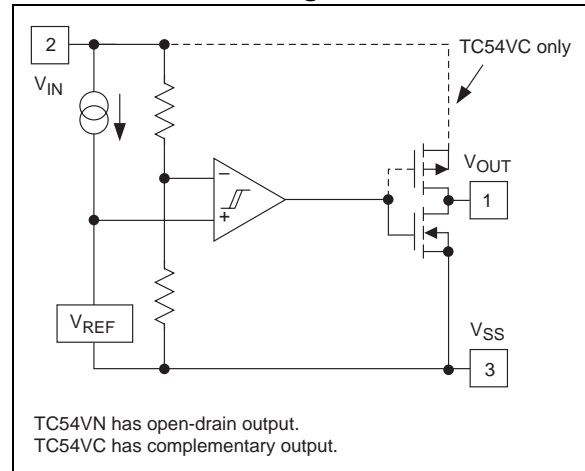 2
TC54VC only
VIN
VOUT
1
−
+
VREF
VSS
3
TC54VN has open-drain output.
TC54VC has complementary output.